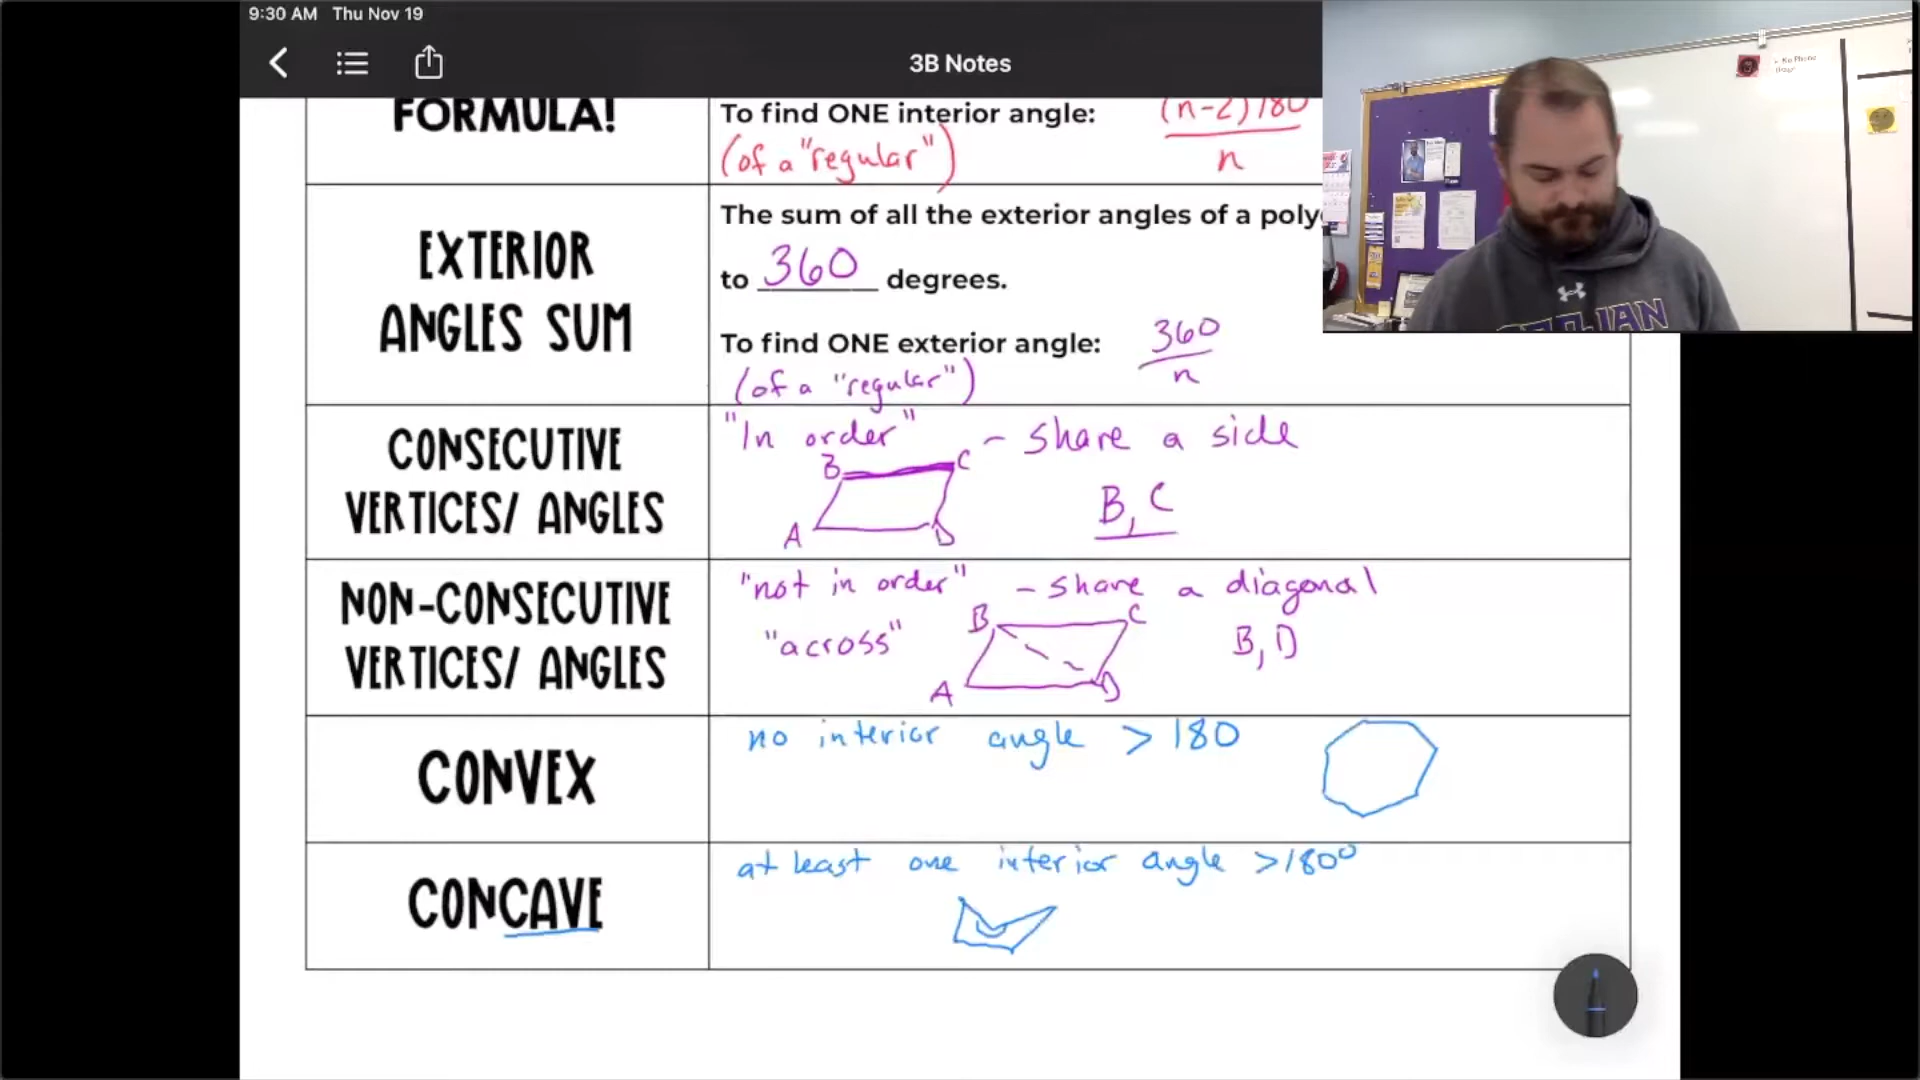 9:30 AM Thu Nov 19
3B Notes
No Phone
FORMULA!
To find ONE interior angle: (n-2)180
n
(of a "regular")
EXTERIOR
ANGLES SUM
The sum of all the exterior angles of a poly
to 360 degrees.
To find ONE exterior angle: 360
n
(of a "regular")
CONSECUTIVE
VERTICES/ ANGLES
"In order" - share a side
B C
A D
B, C
NON-CONSECUTIVE
VERTICES/ ANGLES
"not in order" - share a diagonal
"across"
B C
A D
B, D
CONVEX
no interior angle > 180
CONCAVE
at least one interior angle >180°